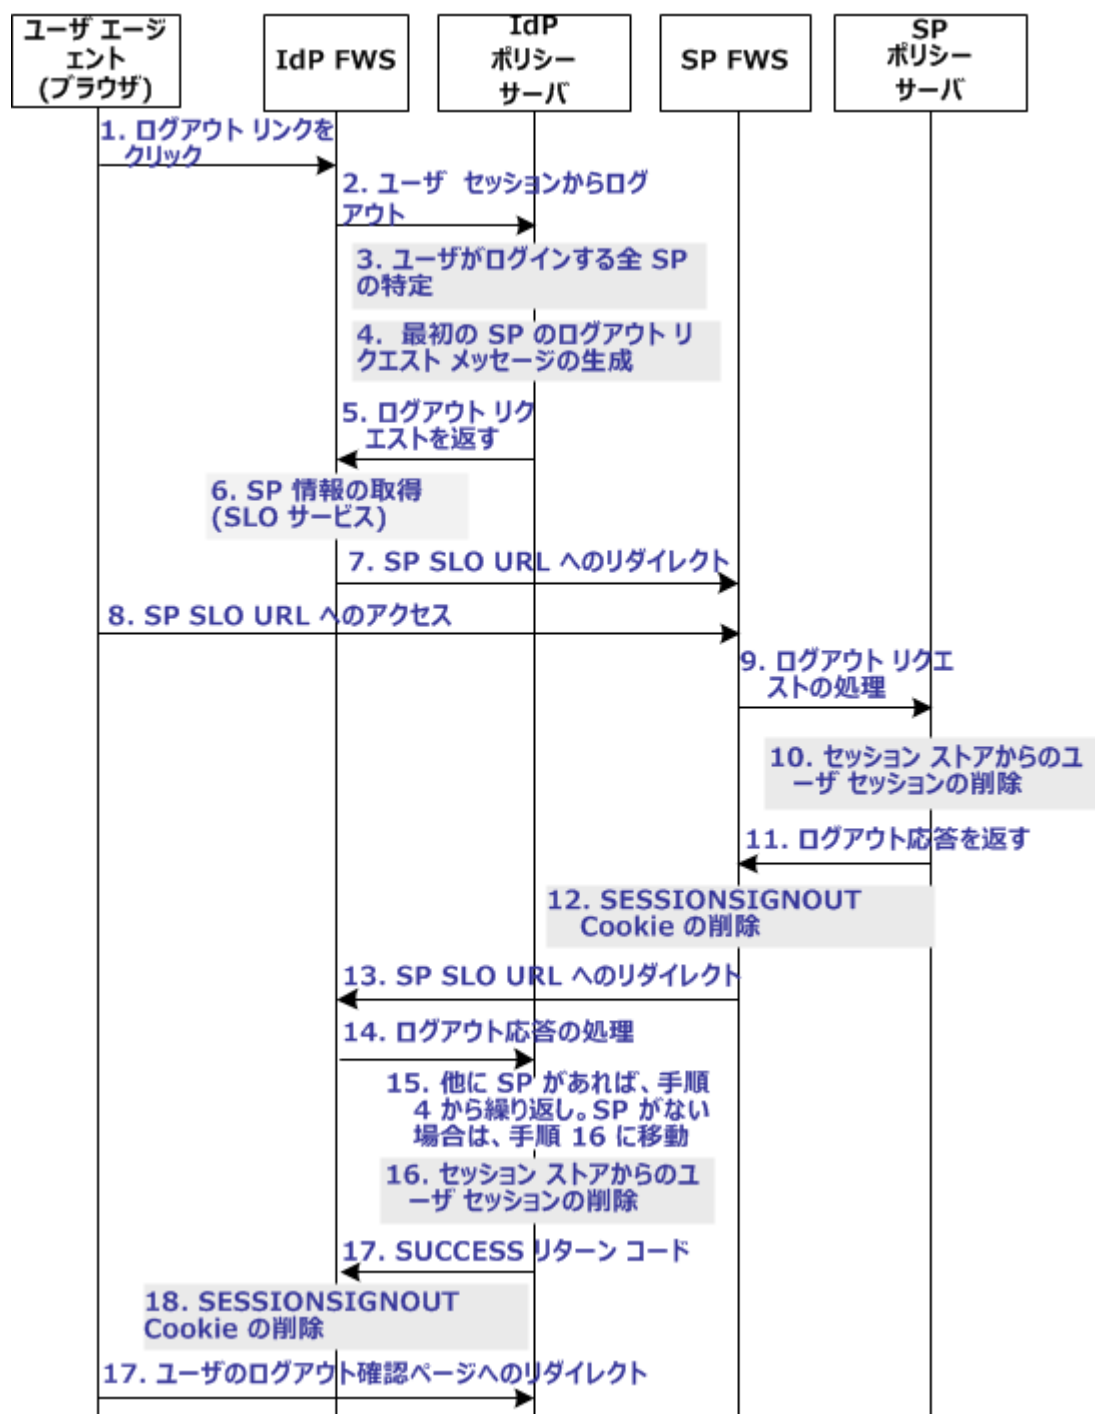 ユーザ エージ
ェント
(ブラウザ)
IdP FWS
IdP
ポリシー
サーバ
SP FWS
SP
ポリシー
サーバ
1. ログアウト リンクを
クリック
2. ユーザ セッションからログ
アウト
3. ユーザがログインする全 SP
の特定
4. 最初の SP のログアウト リ
クエスト メッセージの生成
5. ログアウト リク
エストを返す
6. SP 情報の取得
(SLO サービス)
7. SP SLO URL へのリダイレクト
8. SP SLO URL へのアクセス
9. ログアウト リクエ
ストの処理
10. セッション ストアからのユ
ーザ セッションの削除
11. ログアウト応答を返す
12. SESSIONSIGNOUT
Cookie の削除
13. SP SLO URL へのリダイレクト
14. ログアウト応答の処理
15. 他に SP があれば、手順
4 から繰り返し。SP がない
場合は、手順 16 に移動
16. セッション ストアからのユ
ーザ セッションの削除
17. SUCCESS リターン コード
18. SESSIONSIGNOUT
Cookie の削除
17. ユーザのログアウト確認ページへのリダイレクト